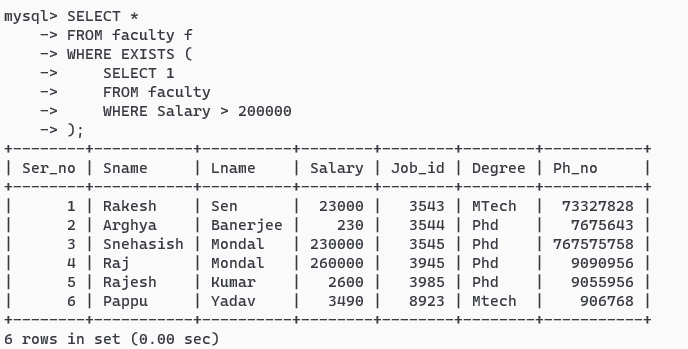 mysql> SELECT *
    -> FROM faculty f
    -> WHERE EXISTS (
    ->     SELECT 1
    ->     FROM faculty
    ->     WHERE Salary > 200000
    -> );
+--------+-----------+----------+--------+--------+--------+-----------+
| Ser_no | Sname     | Lname    | Salary | Job_id | Degree | Ph_no     |
+--------+-----------+----------+--------+--------+--------+-----------+
|      1 | Rakesh    | Sen      |  23000 |   3543 | MTech  |  73327828 |
|      2 | Arghya    | Banerjee |    230 |   3544 | Phd    |   7675643 |
|      3 | Snehasish | Mondal   | 230000 |   3545 | Phd    | 767575758 |
|      4 | Raj       | Mondal   | 260000 |   3945 | Phd    |   9090956 |
|      5 | Rajesh    | Kumar    |   2600 |   3985 | Phd    |   9055956 |
|      6 | Pappu     | Yadav    |   3490 |   8923 | Mtech  |    906768 |
+--------+-----------+----------+--------+--------+--------+-----------+
6 rows in set (0.00 sec)